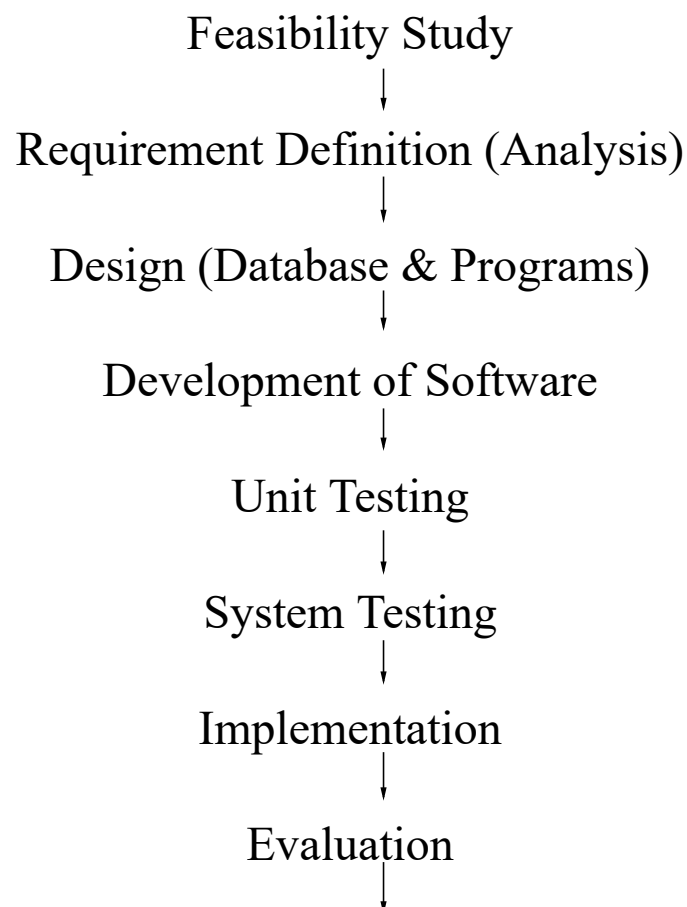 Feasibility Study
Requirement Definition (Analysis)
Design (Database & Programs)
Development of Software
Unit Testing
System Testing
Implementation
Evaluation